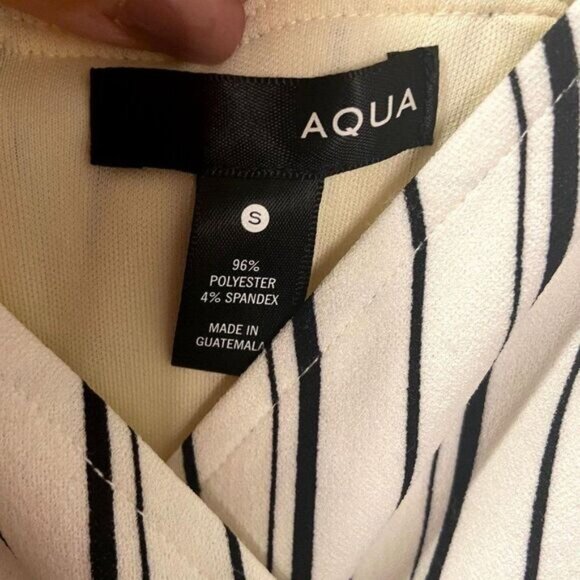 AQUA
S
96%
POLYESTER
4% SPANDEX
MADE IN
GUATEMALA